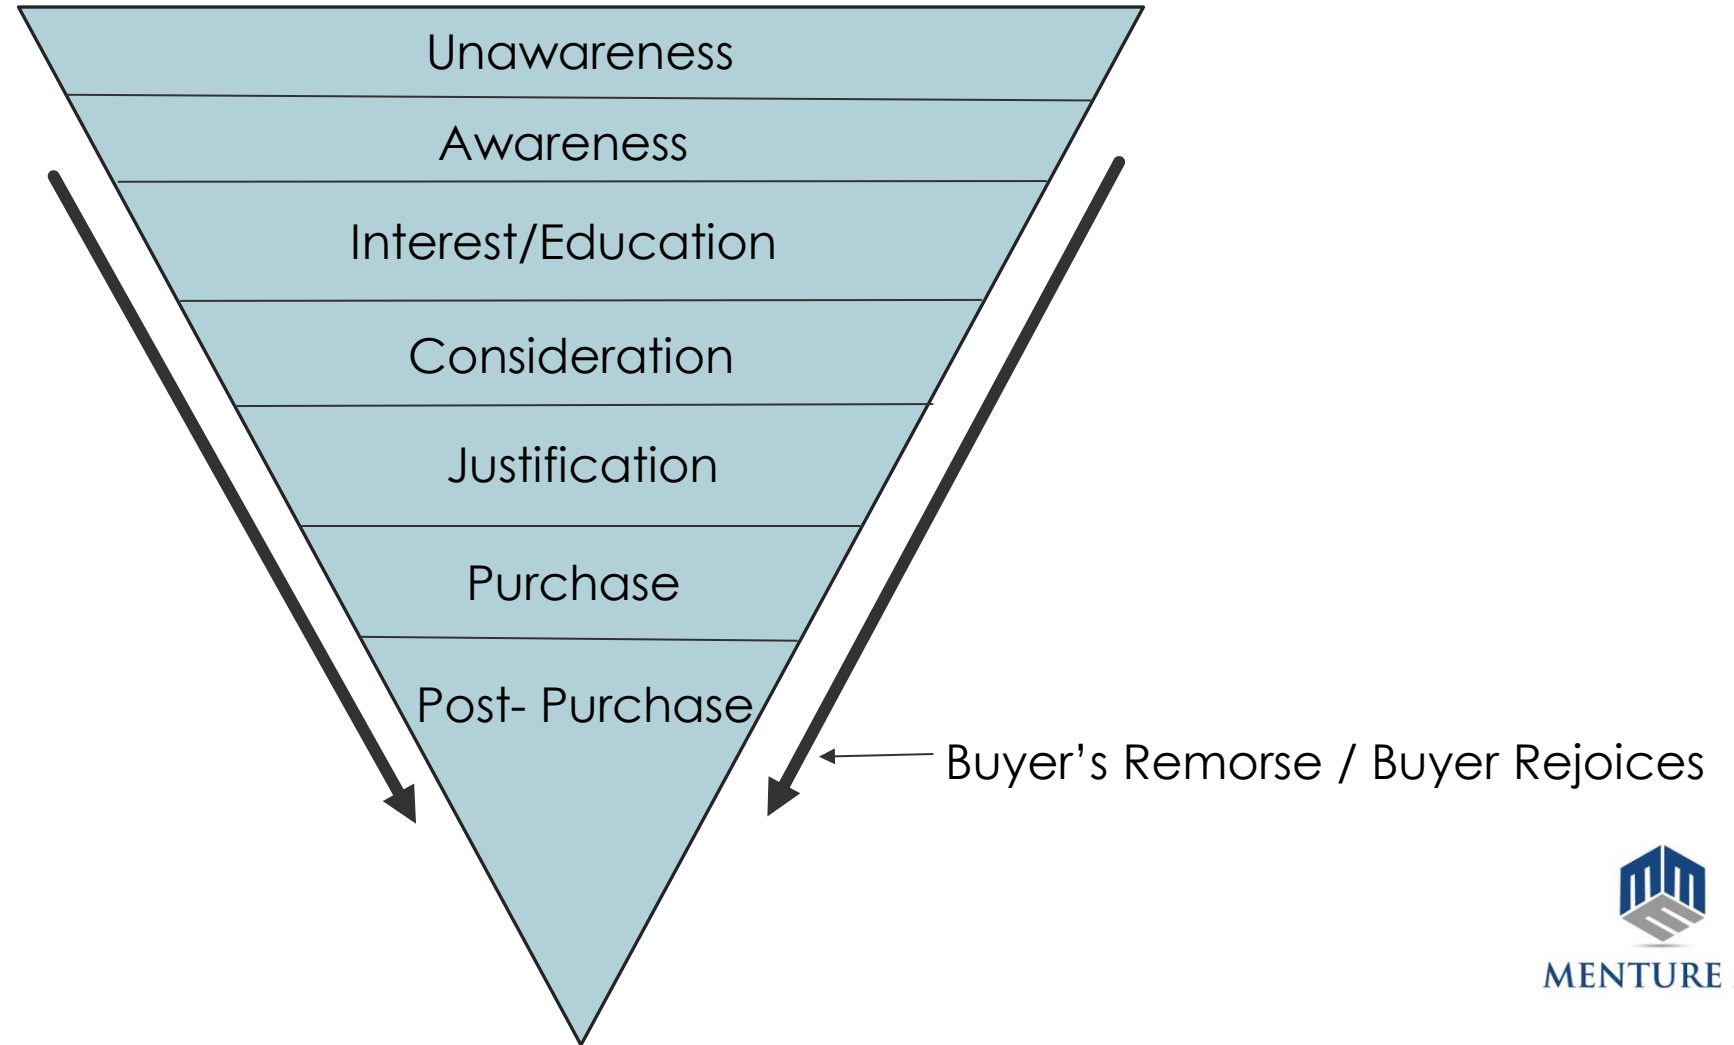 Unawareness
Awareness
Interest/Education
Consideration
Justification
Purchase
Post- Purchase
Buyer’s Remorse / Buyer Rejoices
MENTURE